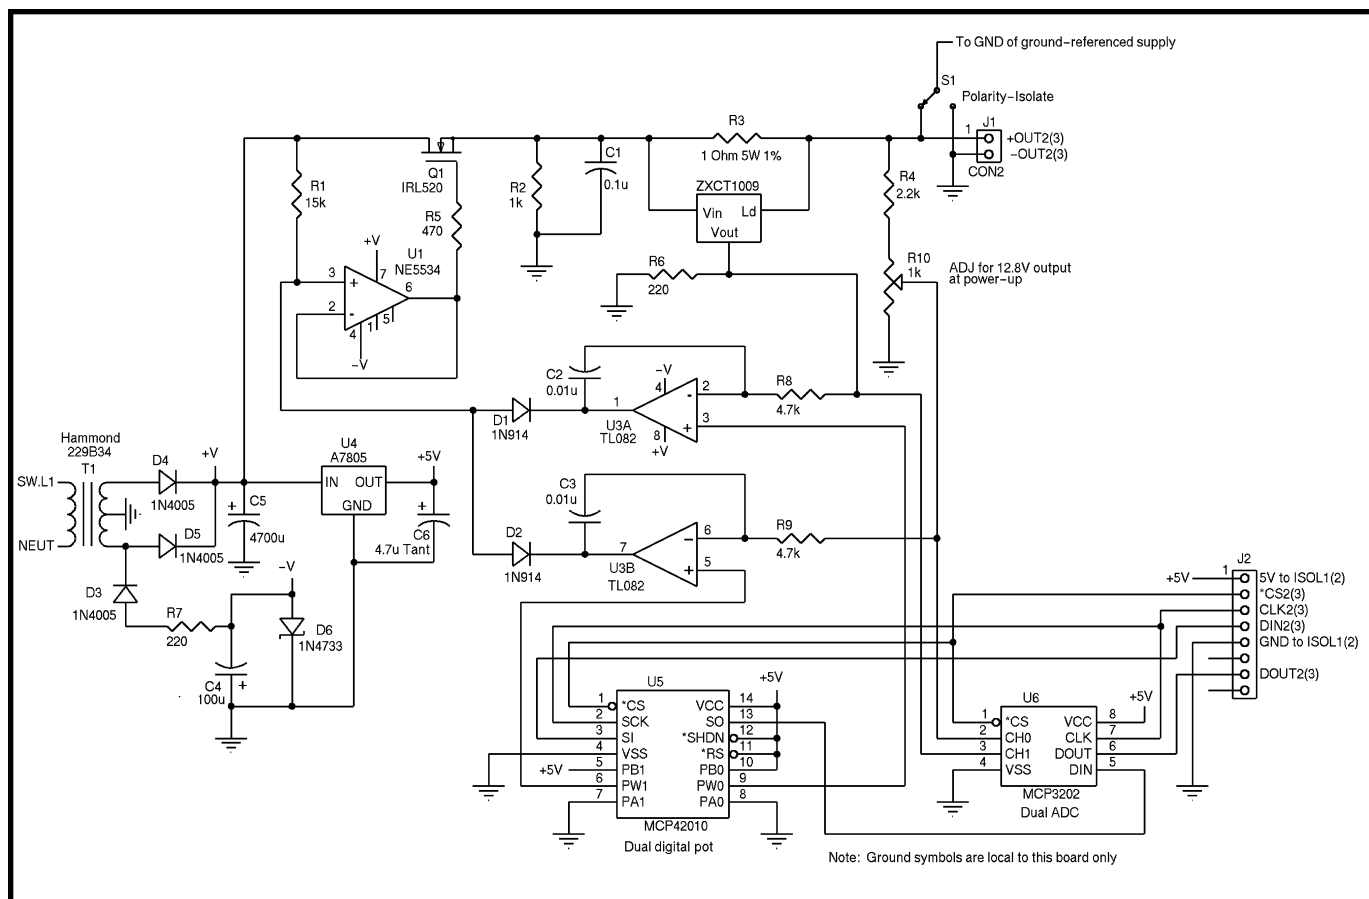 To GND of ground-referenced supply
S1
Polarity-Isolate
J1
1
+OUT2(3)
-OUT2(3)
CON2
R3
1 Ohm 5W 1%
Q1
IRL520
R1
15k
R2
1k
C1
0.1u
ZXCT1009
Vin
Ld
Vout
R4
2.2k
R5
470
+V
U1
NE5534
3
+
7
6
2
-
4
1
5
-V
R6
220
R10
1k
ADJ for 12.8V output
at power-up
C2
0.01u
-V
4
2
-
1
3
+
U3A
TL082
8
+V
R8
4.7k
D1
1N914
Hammond
229B34
T1
SW.L1
NEUT
D4
1N4005
+V
D5
1N4005
+
C5
4700u
U4
A7805
IN
OUT
GND
+5V
+
C6
4.7u Tant
C3
0.01u
6
-
7
5
+
U3B
TL082
R9
4.7k
D2
1N914
D3
1N4005
R7
220
-V
D6
1N4733
C4
100u
+
J2
1
+5V
5V to ISOL1(2)
*CS2(3)
CLK2(3)
DIN2(3)
GND to ISOL1(2)
DOUT2(3)
U5
+5V
1
*CS
VCC
14
2
SCK
SO
13
3
SI
*SHDN
12
4
VSS
*RS
11
+5V
5
PB1
PB0
10
6
PW1
PW0
9
7
PA1
PA0
8
MCP42010
Dual digital pot
U6
+5V
1
*CS
VCC
8
2
CH0
CLK
7
3
CH1
DOUT
6
4
VSS
DIN
5
MCP3202
Dual ADC
Note: Ground symbols are local to this board only